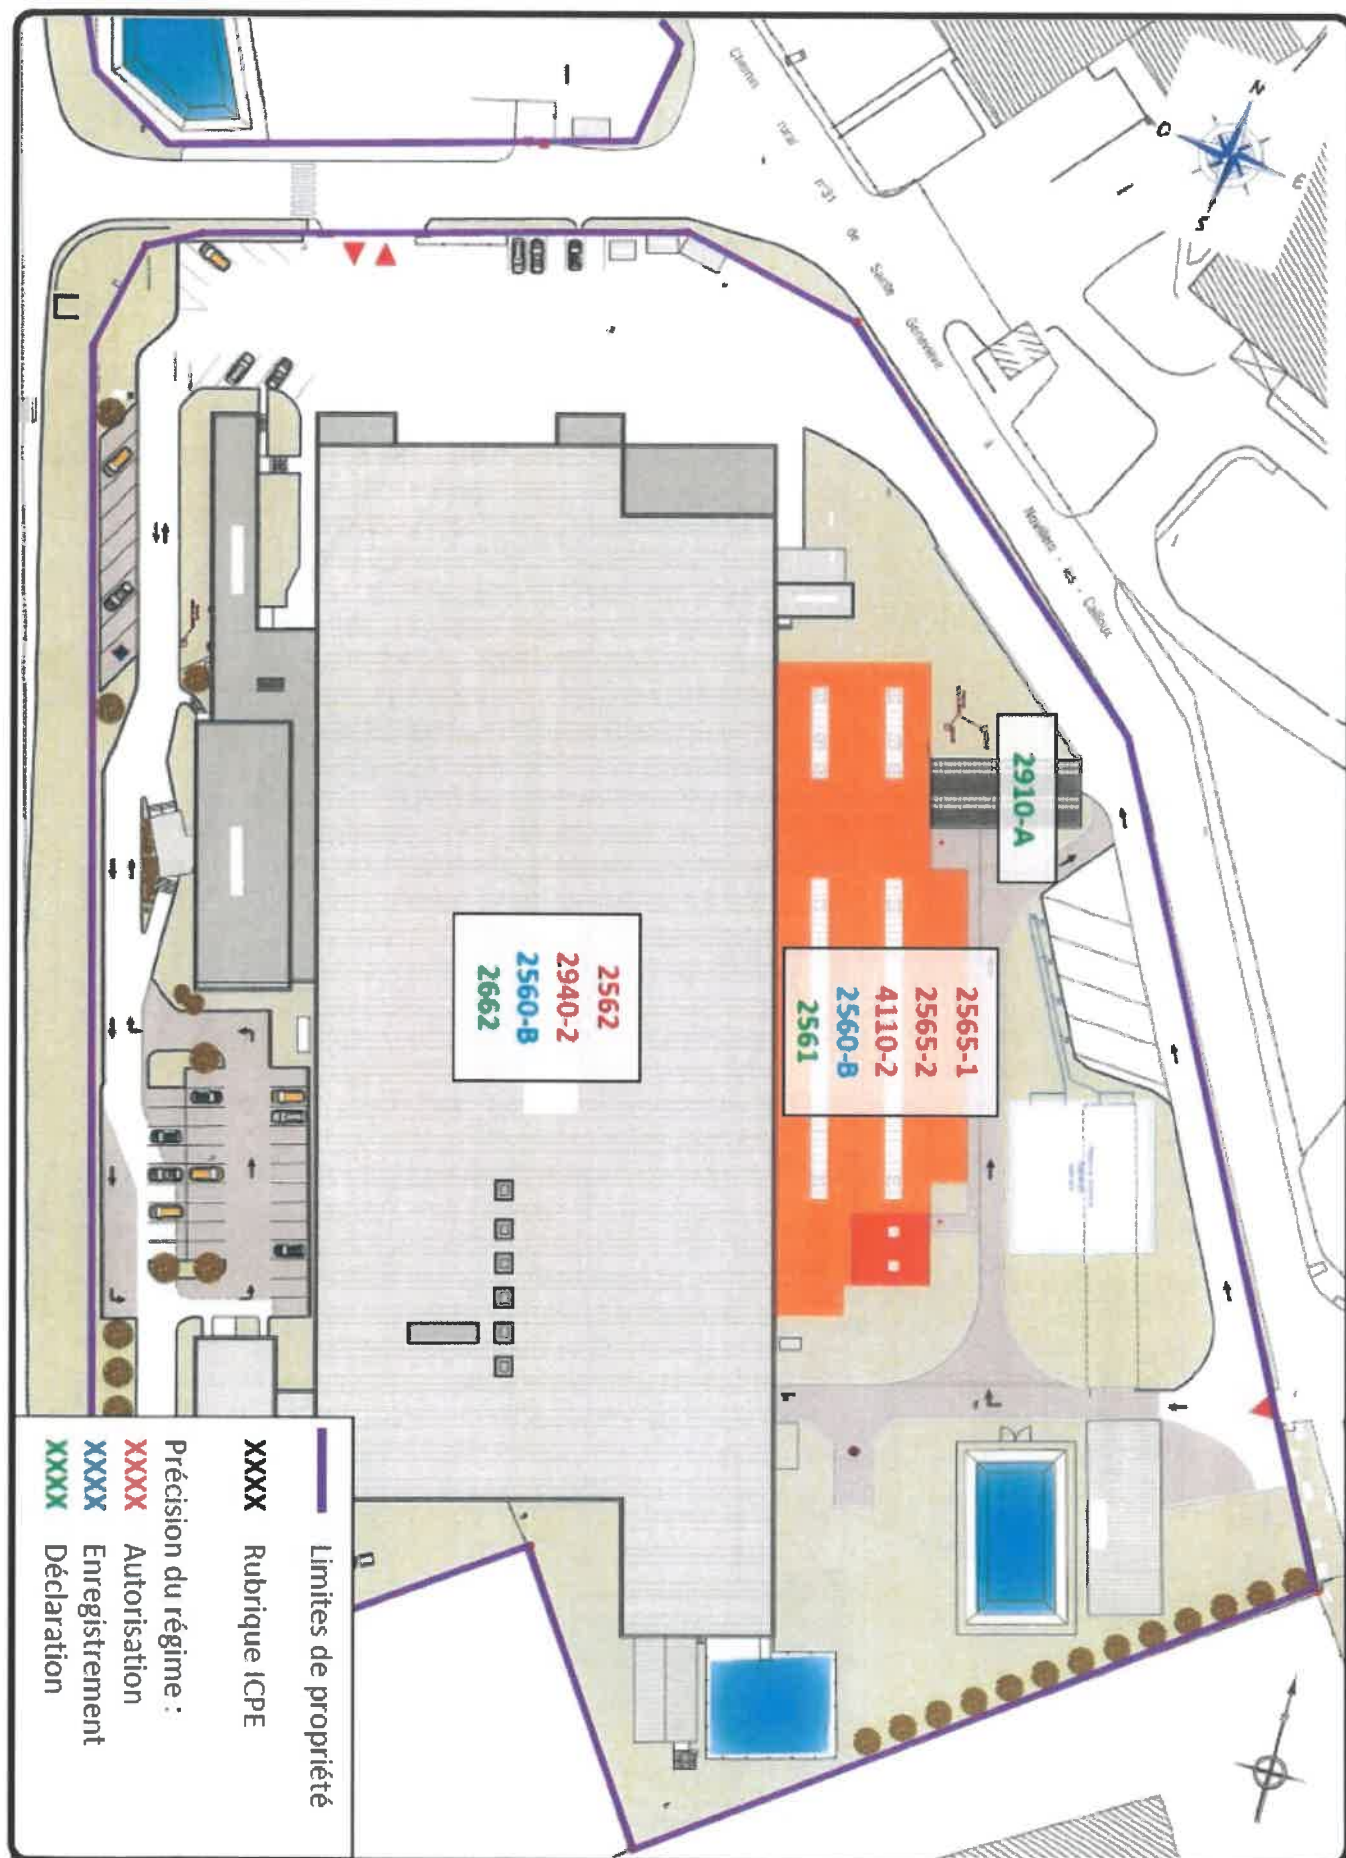 N
O
E
S
Chemin rural n°31 de Sainte Geneviève à Novillers - les - Cailloux
2910-A
2565-1
2565-2
4110-2
2560-B
2561
2562
2940-2
2560-B
2662
Limites de propriété
XXXX Rubrique ICPE
Précision du régime :
XXXX Autorisation
XXXX Enregistrement
XXXX Déclaration